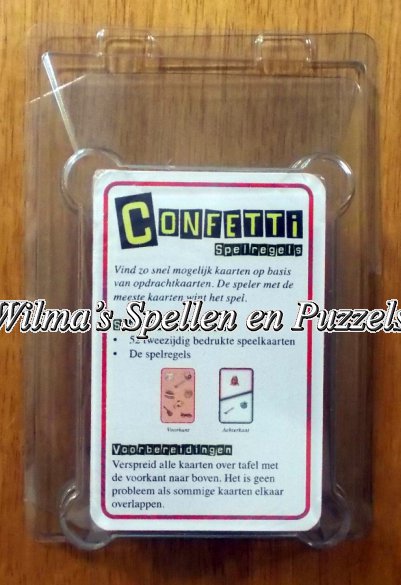 CONFETTI
Spelregels
Vind zo snel mogelijk kaarten op basis
van opdrachtkaarten. De speler met de
meeste kaarten wint het spel.
Wilma's Spellen en Puzzels
• 52 tweezijdig bedrukte speelkaarten
• De spelregels
Voorkant Achterkant
Voorbereidingen
Verspreid alle kaarten over tafel met
de voorkant naar boven. Het is geen
probleem als sommige kaarten elkaar
overlappen.